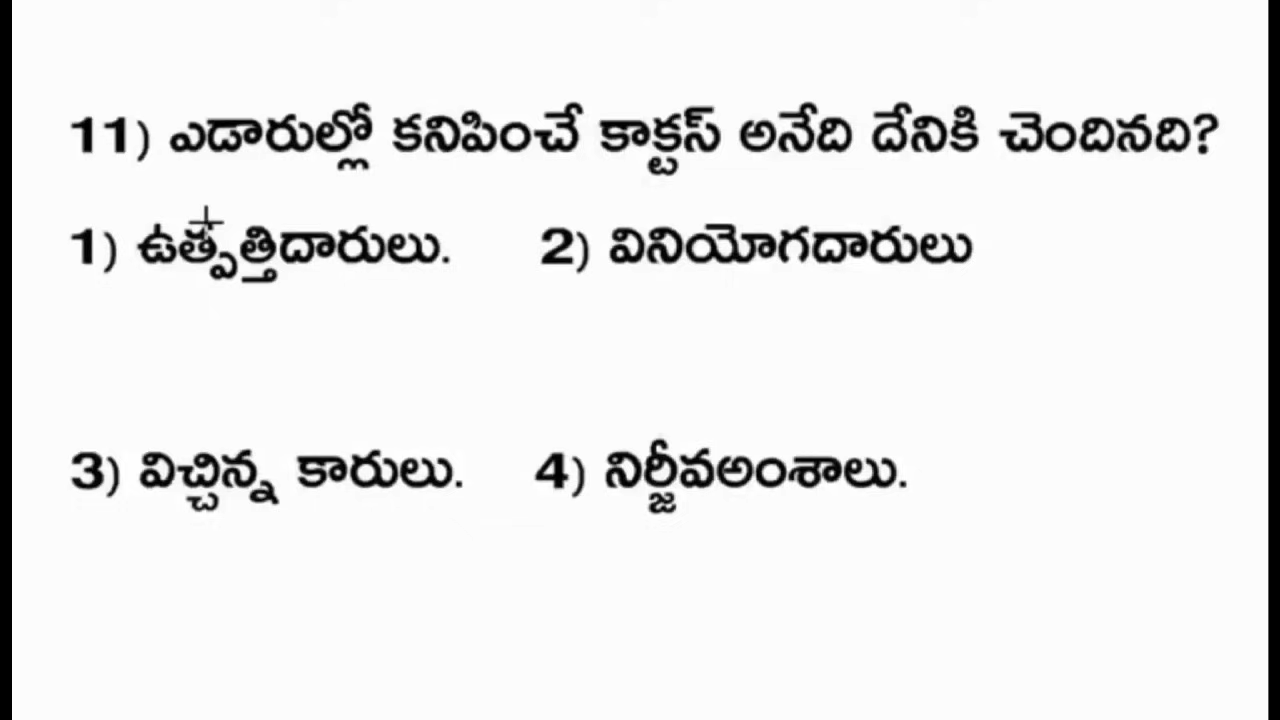 11) ఎడారుల్లో కనిపించే కాక్టస్ అనేది దేనికి చెందినది?
1) ఉత్పత్తిదారులు. 2) వినియోగదారులు
3) విచ్చిన్న కారులు. 4) నిర్జీవఅంశాలు.